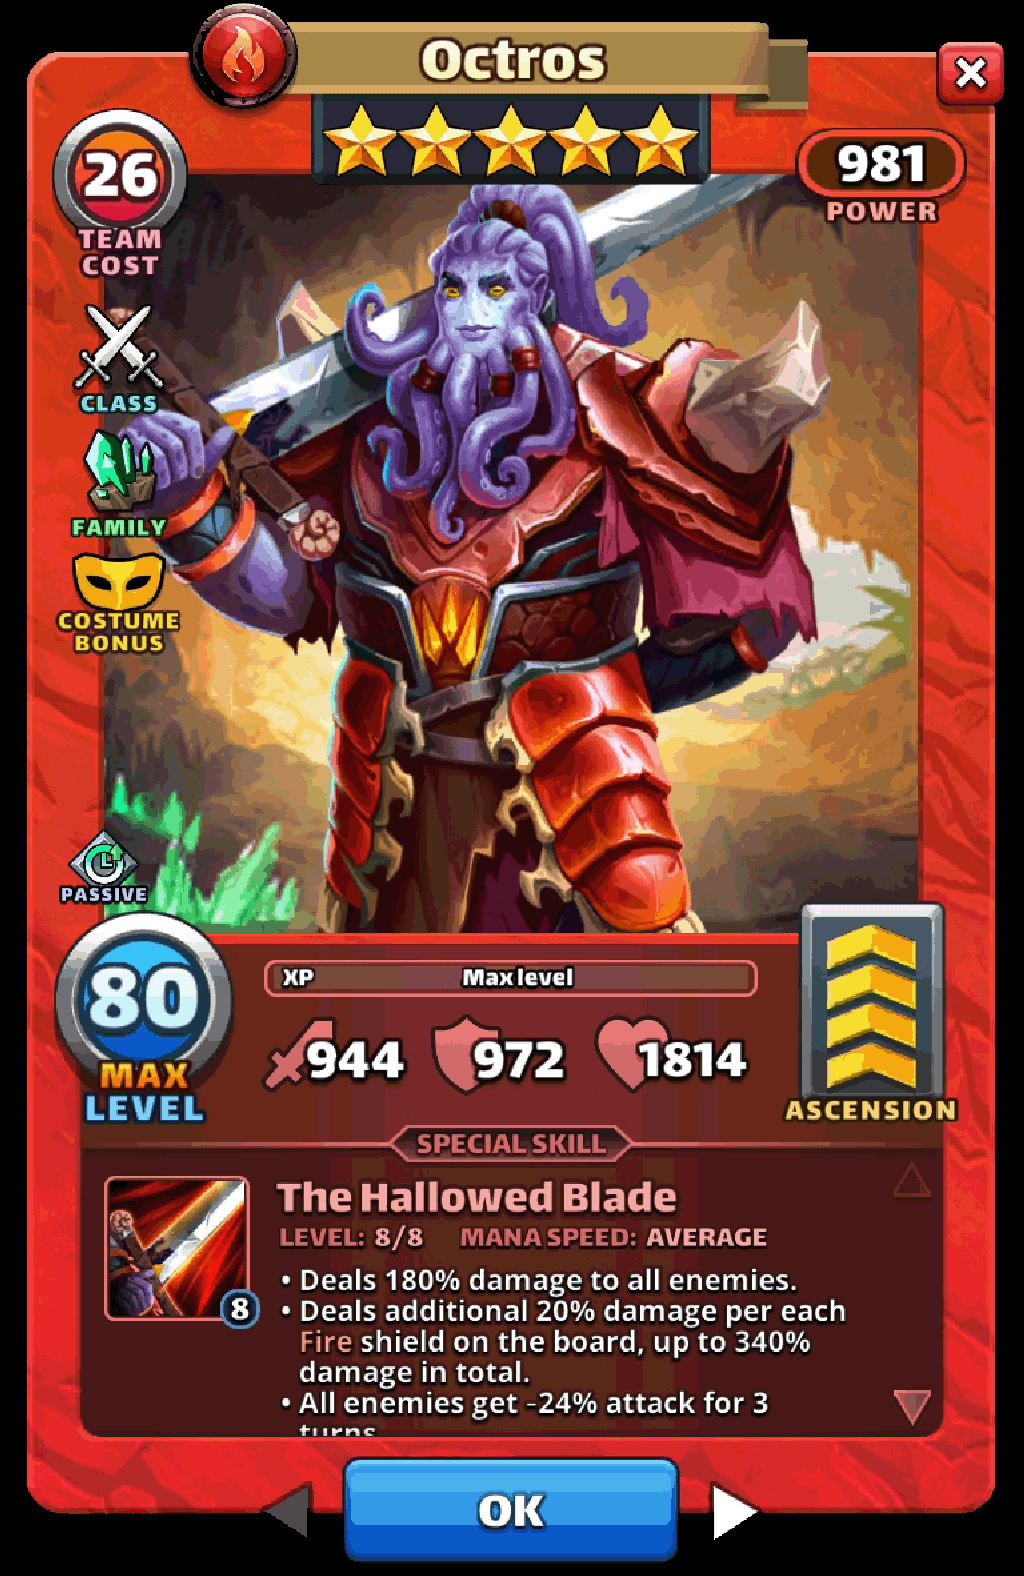 Octros
26
TEAM
COST
981
POWER
CLASS
FAMILY
COSTUME
BONUS
PASSIVE
80
MAX
LEVEL
XP Max level
944 972 1814
ASCENSION
SPECIAL SKILL
The Hallowed Blade
LEVEL: 8/8 MANA SPEED: AVERAGE
8
• Deals 180% damage to all enemies.
• Deals additional 20% damage per each
Fire shield on the board, up to 340%
damage in total.
• All enemies get -24% attack for 3
turns
OK